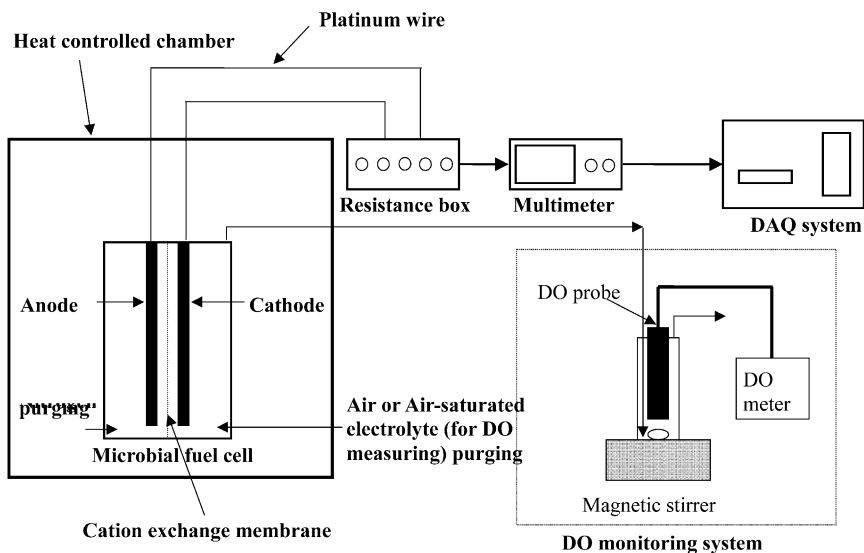 Platinum wire
Heat controlled chamber
Resistance box
Multimeter
DAQ system
Anode
Cathode
DO probe
DO
meter
purging
Air or Air-saturated
electrolyte (for DO
measuring) purging
Microbial fuel cell
Magnetic stirrer
Cation exchange membrane
DO monitoring system